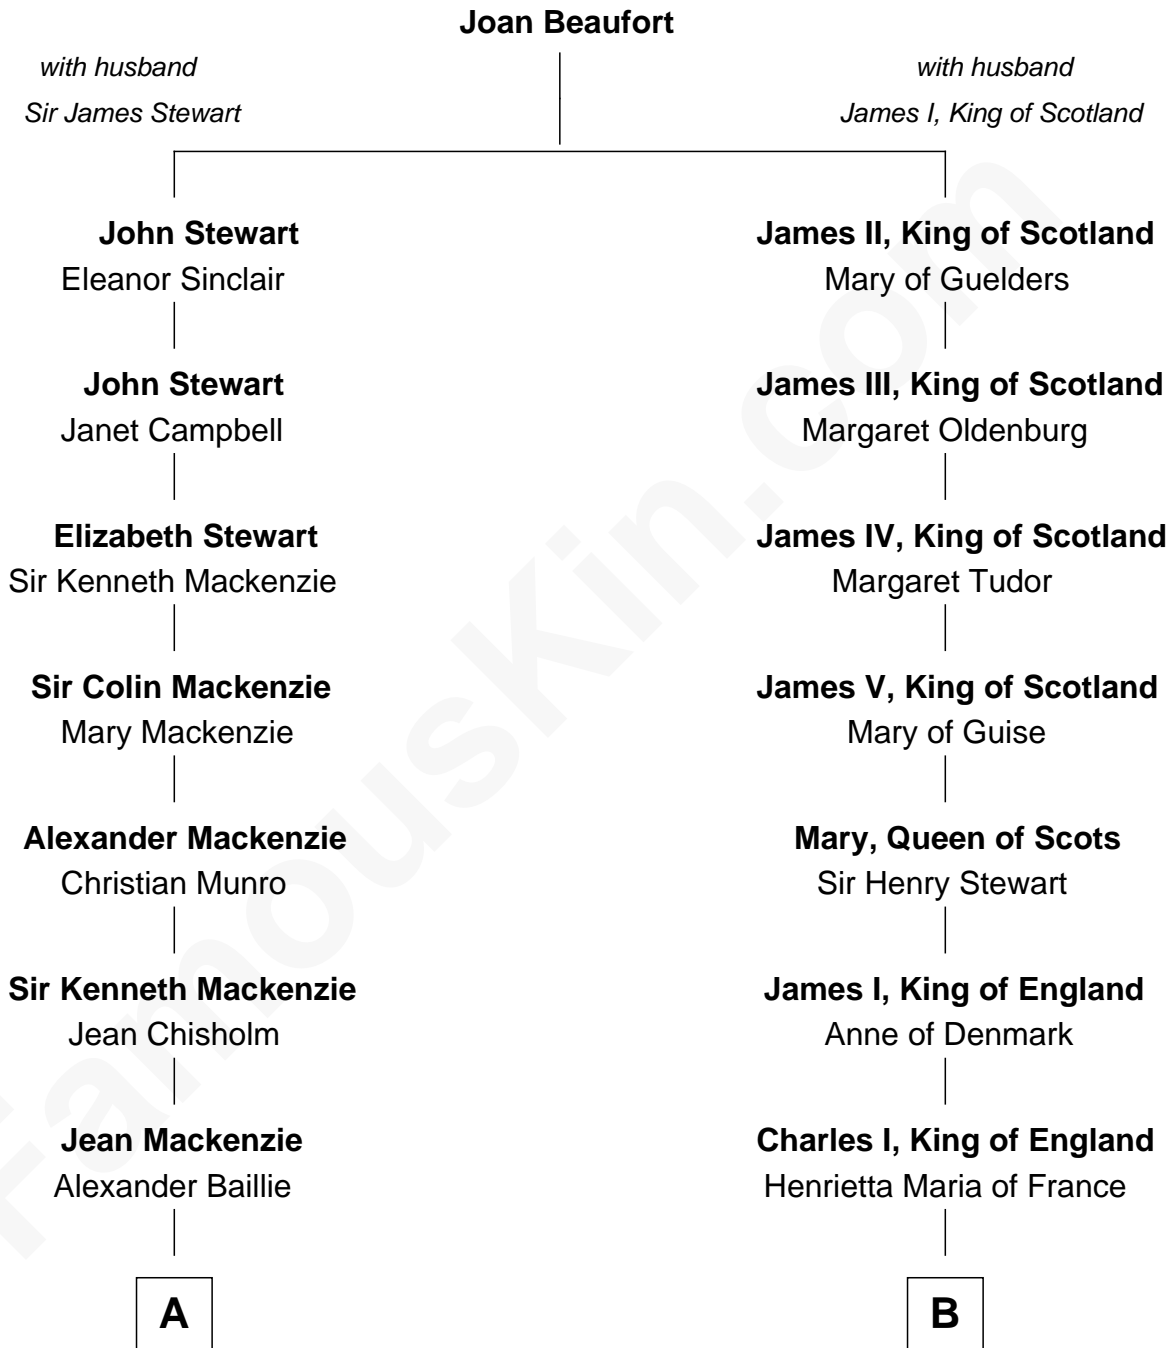 Joan Beaufort
with husband
Sir James Stewart
with husband
James I, King of Scotland
John Stewart
Eleanor Sinclair
James II, King of Scotland
Mary of Guelders
John Stewart
Janet Campbell
James III, King of Scotland
Margaret Oldenburg
Elizabeth Stewart
Sir Kenneth Mackenzie
James IV, King of Scotland
Margaret Tudor
Sir Colin Mackenzie
Mary Mackenzie
James V, King of Scotland
Mary of Guise
Alexander Mackenzie
Christian Munro
Mary, Queen of Scots
Sir Henry Stewart
Sir Kenneth Mackenzie
Jean Chisholm
James I, King of England
Anne of Denmark
Jean Mackenzie
Alexander Baillie
Charles I, King of England
Henrietta Maria of France
A
B
FamousKin.com